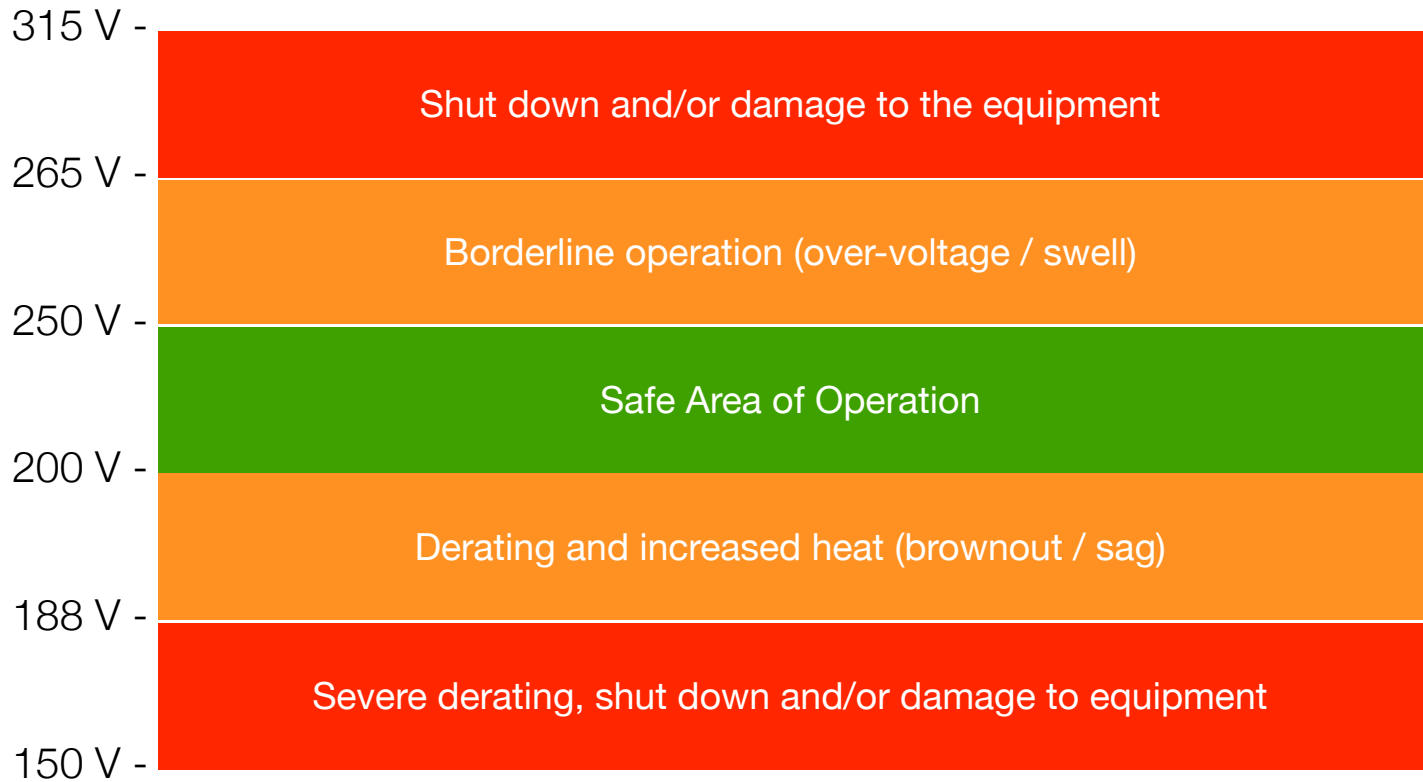 315 V -
Shut down and/or damage to the equipment
265 V -
Borderline operation (over-voltage / swell)
250 V -
Safe Area of Operation
200 V -
Derating and increased heat (brownout / sag)
188 V -
Severe derating, shut down and/or damage to equipment
150 V -